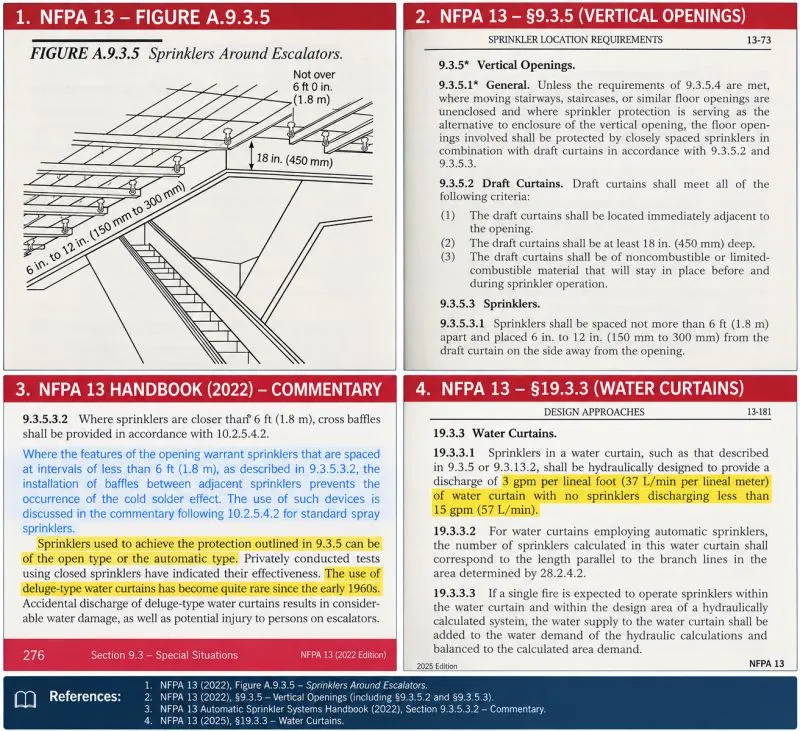 1. NFPA 13 – FIGURE A.9.3.5
FIGURE A.9.3.5 Sprinklers Around Escalators.
Not over
6 ft 0 in.
(1.8 m)
18 in. (450 mm)
6 in. to 12 in. (150 mm to 300 mm)
2. NFPA 13 – §9.3.5 (VERTICAL OPENINGS)
SPRINKLER LOCATION REQUIREMENTS 13-73
9.3.5* Vertical Openings.
9.3.5.1* General. Unless the requirements of 9.3.5.4 are met,
where moving stairways, staircases, or similar floor openings are
unenclosed and where sprinkler protection is serving as the
alternative to enclosure of the vertical opening, the floor open-
ings involved shall be protected by closely spaced sprinklers in
combination with draft curtains in accordance with 9.3.5.2 and
9.3.5.3.
9.3.5.2 Draft Curtains. Draft curtains shall meet all of the
following criteria:
(1) The draft curtains shall be located immediately adjacent to
the opening.
(2) The draft curtains shall be at least 18 in. (450 mm) deep.
(3) The draft curtains shall be of noncombustible or limited-
combustible material that will stay in place before and
during sprinkler operation.
9.3.5.3 Sprinklers.
9.3.5.3.1 Sprinklers shall be spaced not more than 6 ft (1.8 m)
apart and placed 6 in. to 12 in. (150 mm to 300 mm) from the
draft curtain on the side away from the opening.
3. NFPA 13 HANDBOOK (2022) – COMMENTARY
9.3.5.3.2 Where sprinklers are closer than 6 ft (1.8 m), cross baffles
shall be provided in accordance with 10.2.5.4.2.
Where the features of the opening warrant sprinklers that are spaced
at intervals of less than 6 ft (1.8 m), as described in 9.3.5.3.2, the
installation of baffles between adjacent sprinklers prevents the
occurrence of the cold solder effect. The use of such devices is
discussed in the commentary following 10.2.5.4.2 for standard spray
sprinklers.
Sprinklers used to achieve the protection outlined in 9.3.5 can be
of the open type or the automatic type. Privately conducted tests
using closed sprinklers have indicated their effectiveness. The use of
deluge-type water curtains has become quite rare since the early 1960s.
Accidental discharge of deluge-type water curtains results in consider-
able water damage, as well as potential injury to persons on escalators.
276 Section 9.3 – Special Situations NFPA 13 (2022 Edition)
4. NFPA 13 – §19.3.3 (WATER CURTAINS)
DESIGN APPROACHES 13-181
19.3.3 Water Curtains.
19.3.3.1 Sprinklers in a water curtain, such as that described
in 9.3.5 or 9.3.13.2, shall be hydraulically designed to provide a
discharge of 3 gpm per lineal foot (37 L/min per lineal meter)
of water curtain with no sprinklers discharging less than
15 gpm (57 L/min).
19.3.3.2 For water curtains employing automatic sprinklers,
the number of sprinklers calculated in this water curtain shall
correspond to the length parallel to the branch lines in the
area determined by 28.2.4.2.
19.3.3.3 If a single fire is expected to operate sprinklers within
the water curtain and within the design area of a hydraulically
calculated system, the water supply to the water curtain shall be
added to the water demand of the hydraulic calculations and
balanced to the calculated area demand.
2025 Edition NFPA 13
References:
1. NFPA 13 (2022), Figure A.9.3.5 – Sprinklers Around Escalators.
2. NFPA 13 (2022), §9.3.5 – Vertical Openings (including §9.3.5.2 and §9.3.5.3).
3. NFPA 13 Automatic Sprinkler Systems Handbook (2022), Section 9.3.5.3.2 – Commentary.
4. NFPA 13 (2025), §19.3.3 – Water Curtains.